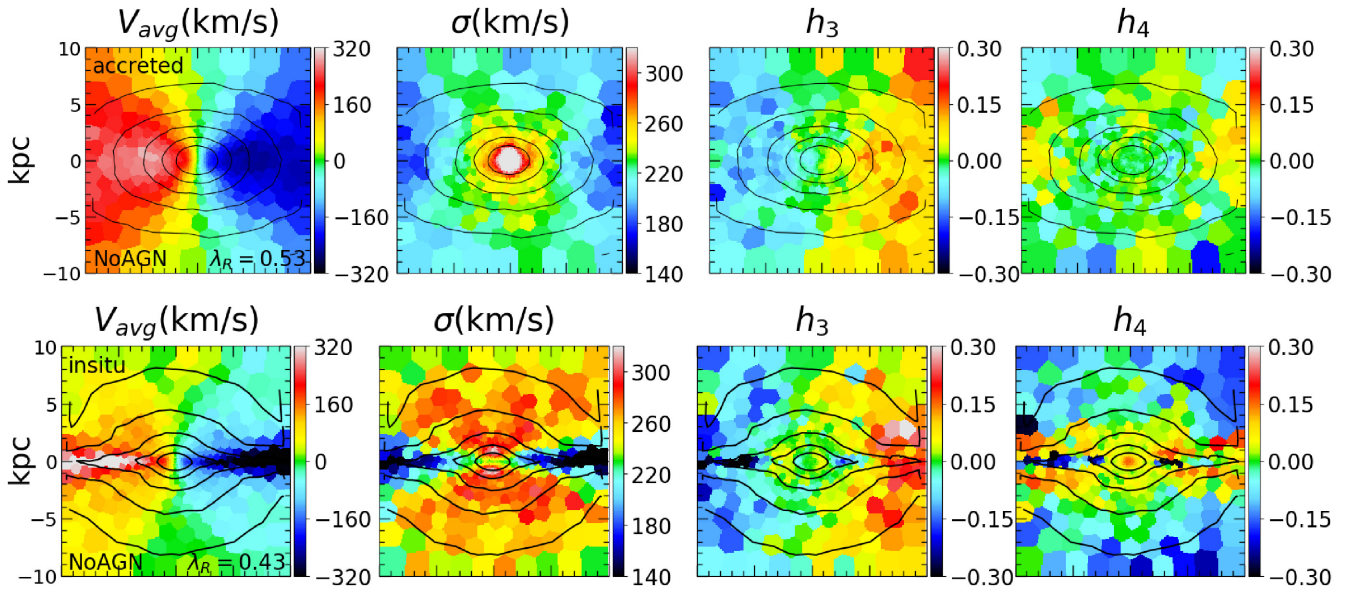 V_avg(km/s) σ(km/s) h_3 h_4
10 320 0.30
accreted 300
5 160 260 0.15
kpc 0 0 220 0.00 0.00
−5 −160 180 −0.15 −0.15
NoAGN λ_R = 0.53
−10 −320 140 −0.30 −0.30
V_avg(km/s) σ(km/s) h_3 h_4
10 320 0.30 0.30
insitu 300
5 160 260 0.15 0.15
kpc 0 0 220 0.00 0.00
−5 −160 180 −0.15 −0.15
NoAGN λ_R = 0.43
−10 −320 140 −0.30 −0.30